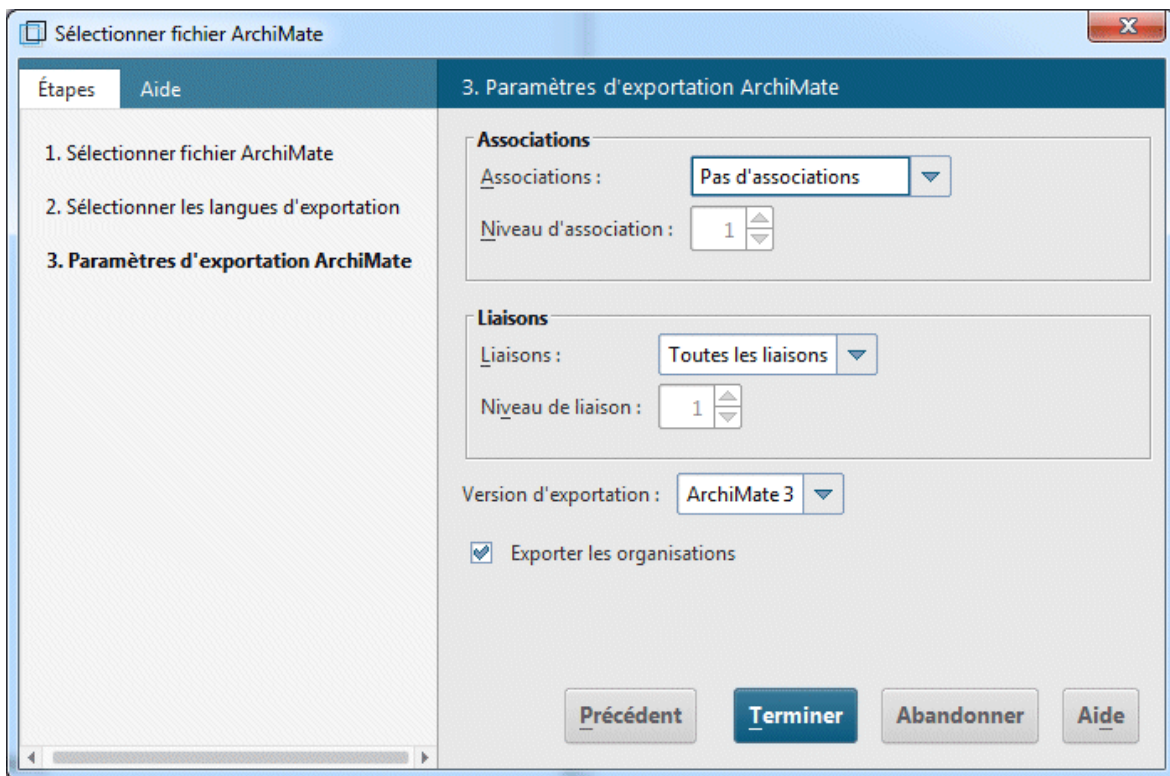 Sélectionner fichier ArchiMate
X
Étapes Aide
1. Sélectionner fichier ArchiMate
2. Sélectionner les langues d'exportation
3. Paramètres d'exportation ArchiMate
3. Paramètres d'exportation ArchiMate
Associations
Associations : Pas d'associations
Niveau d'association : 1
Liaisons
Liaisons : Toutes les liaisons
Niveau de liaison : 1
Version d'exportation : ArchiMate 3
Exporter les organisations
Précédent Terminer Abandonner Aide